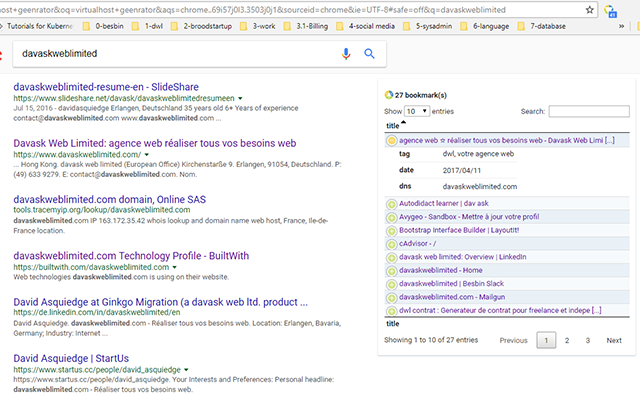 ost+geenrator&oq=virtualhost+geenrator&aqs=chrome..69i57j0l3.3503j0j1&sourceid=chrome&ie=UTF-8#safe=off&q=davaskweblimited
41
Tutorials for Kubern 0-besbin 1-dwl 2-broodstartup 3-work 3.1-Billing 4-social media 5-sysadmin 6-language 7-database
davaskweblimited
davaskweblimited-resume-en - SlideShare
https://www.slideshare.net/davask/davaskweblimitedresumeen
Jul 15, 2016 - davidasquiedge Erlangen, Deutschland 35 years old 6+ Years of experience
contact@davaskweblimited.com www.davaskweblimited.com ...
Davask Web Limited: agence web réaliser tous vos besoins web
https://www.davaskweblimited.com/
... Hong Kong. davask web limited (European Office) Kirchenstaße 9. Erlangen, 91054, Deutschland. P:
(49) 633 9279. E: contact@davaskweblimited.com. Nom.
davaskweblimited.com domain, Online SAS
tools.tracemyip.org/lookup/davaskweblimited.com
davaskweblimited.com IP 163.172.35.42 whois lookup and domain name web host, France, Ile-de-
France location.
davaskweblimited.com Technology Profile - BuiltWith
https://builtwith.com/davaskweblimited.com
Web technologies davaskweblimited.com is using on their website.
David Asquiedge at Ginkgo Migration (a davask web ltd. product ...
https://de.linkedin.com/in/davaskweblimited/en
David Asquiedge. davaskweblimited.com - Réaliser tous vos besoins web. Location: Erlangen, Bavaria,
Germany; Industry: Internet ...
David Asquiedge | StartUs
https://www.startus.cc/people/david_asquiedge
https://www.startus.cc/people/david_asquiedge. Your Interests and Preferences: Personal headline:
davaskweblimited.com - Réaliser tous vos besoins web.
27 bookmark(s)
Show 10 entries Search:
title
agence web ☆ réaliser tous vos besoins web - Davask Web Limi [...]
tag dwl, votre agence web
date 2017/04/11
dns davaskweblimited.com
Autodidact learner | dav ask
Avygeo - Sandbox - Mettre à jour votre profil
Bootstrap Interface Builder | LayoutIt!
cAdvisor - /
davask web limited: Overview | LinkedIn
davaskweblimited - Home
davaskweblimited | Besbin Slack
davaskweblimited.com - Mailgun
dwl contrat : Generateur de contrat pour freelance et indepe [...]
title
Showing 1 to 10 of 27 entries Previous 1 2 3 Next